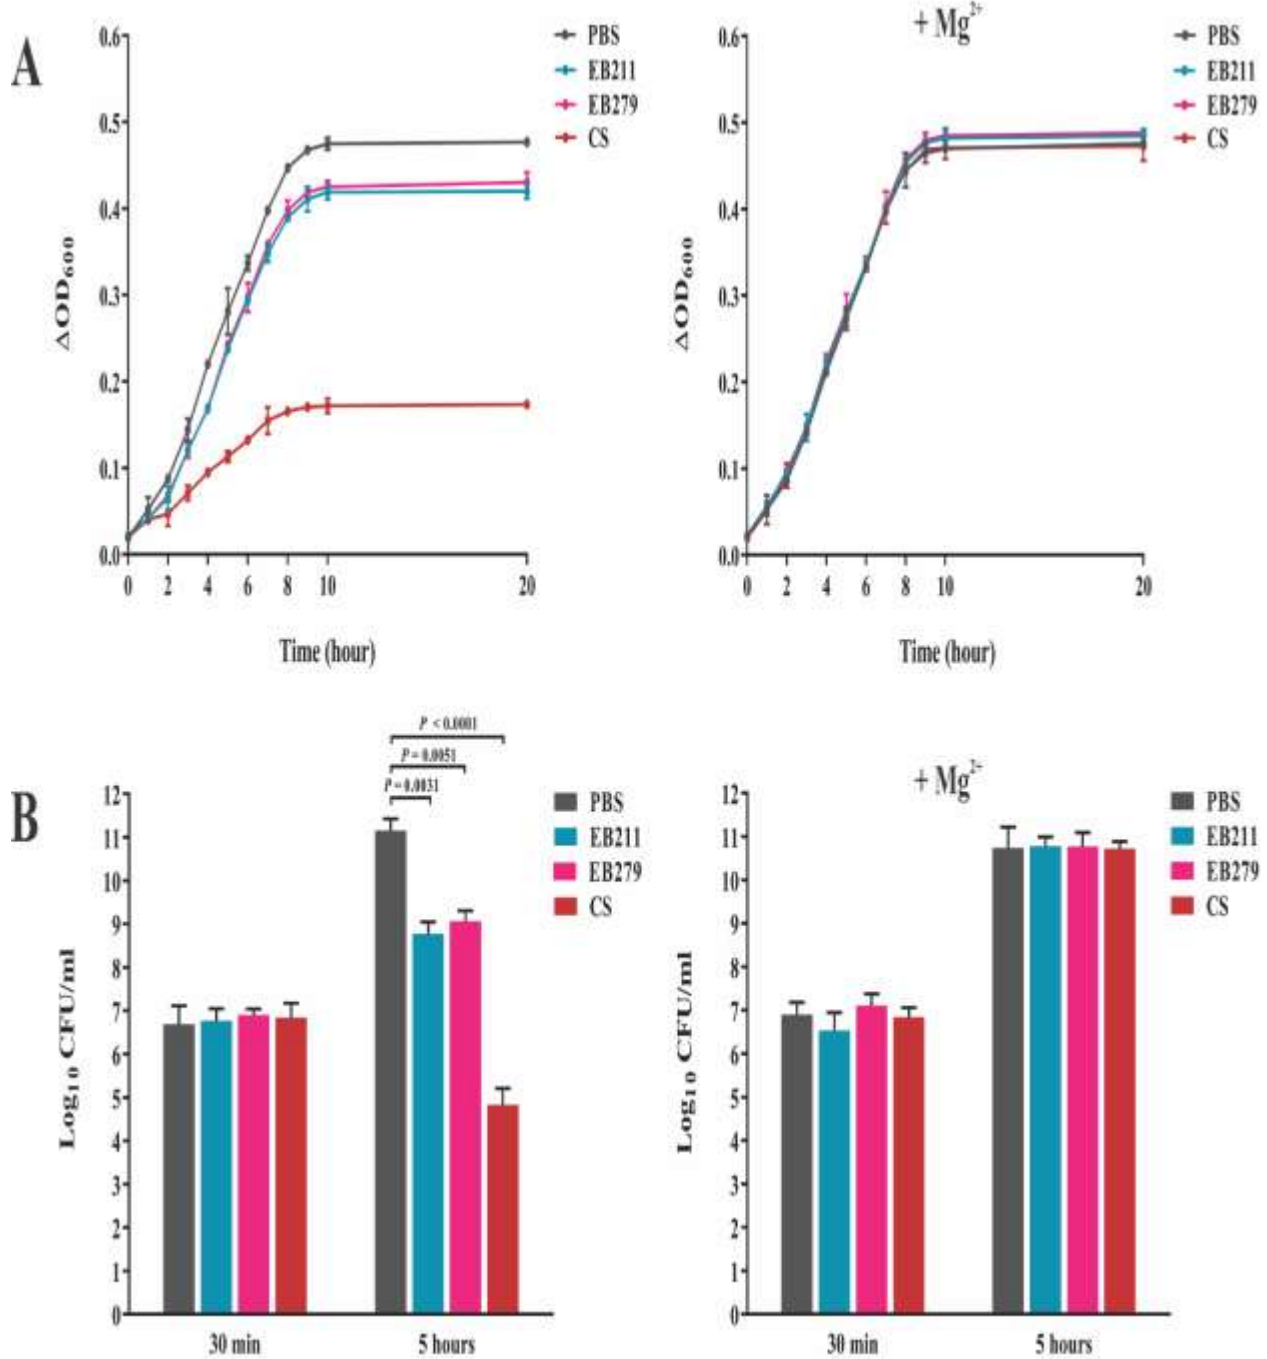 A
0.6
0.5
0.4
0.3
0.2
0.1
0.0
ΔOD₆₀₀
0 2 4 6 8 10 20
Time (hour)
PBS
EB211
EB279
CS
+ Mg²⁺
0.6
0.5
0.4
0.3
0.2
0.1
0.0
ΔOD₆₀₀
0 2 4 6 8 10 20
Time (hour)
PBS
EB211
EB279
CS
B
P < 0.0001
P = 0.0051
P = 0.0031
12
11
10
9
8
7
6
5
4
3
2
1
0
Log₁₀ CFU/ml
30 min 5 hours
PBS
EB211
EB279
CS
+ Mg²⁺
12
11
10
9
8
7
6
5
4
3
2
1
0
Log₁₀ CFU/ml
30 min 5 hours
PBS
EB211
EB279
CS